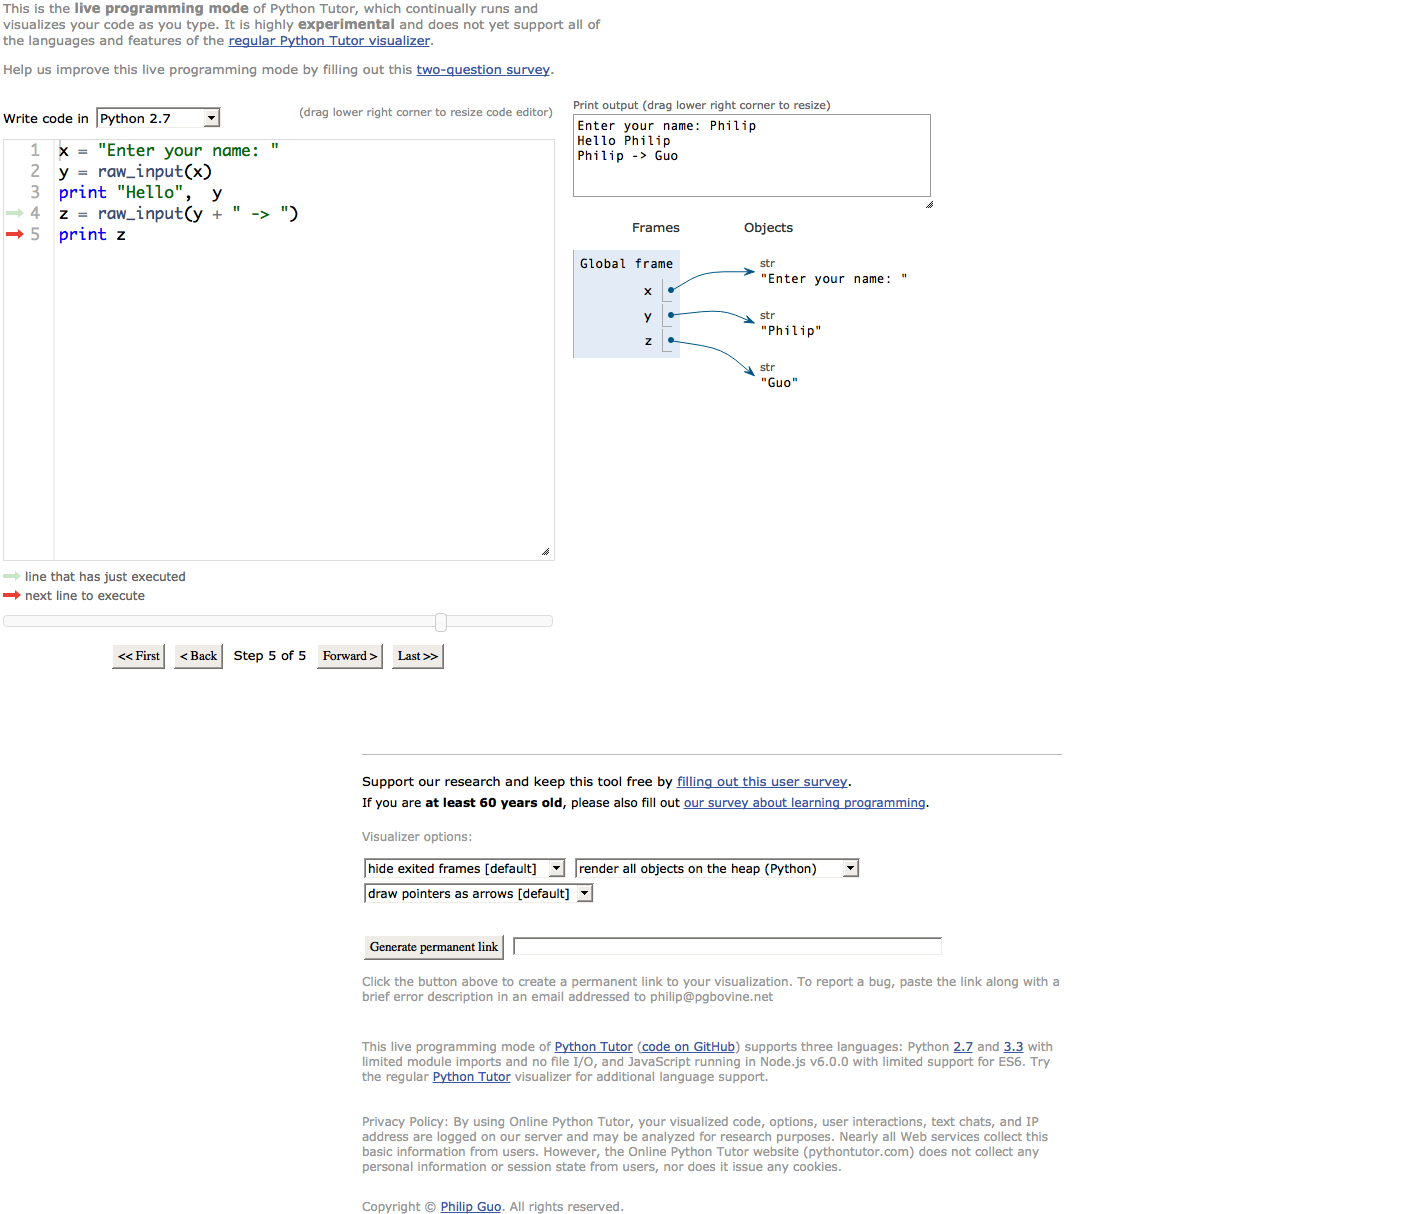 This is the live programming mode of Python Tutor, which continually runs and
visualizes your code as you type. It is highly experimental and does not yet support all of
the languages and features of the regular Python Tutor visualizer.
Help us improve this live programming mode by filling out this two-question survey.
Write code in Python 2.7
(drag lower right corner to resize code editor)
1 x = "Enter your name: "
2 y = raw_input(x)
3 print "Hello",  y
4 z = raw_input(y + " -> ")
5 print z
line that has just executed
next line to execute
<< First < Back Step 5 of 5 Forward > Last >>
Print output (drag lower right corner to resize)
Enter your name: Philip
Hello Philip
Philip -> Guo
Frames Objects
Global frame
x
y
z
str
"Enter your name: "
str
"Philip"
str
"Guo"
Support our research and keep this tool free by filling out this user survey.
If you are at least 60 years old, please also fill out our survey about learning programming.
Visualizer options:
hide exited frames [default] render all objects on the heap (Python)
draw pointers as arrows [default]
Generate permanent link
Click the button above to create a permanent link to your visualization. To report a bug, paste the link along with a
brief error description in an email addressed to philip@pgbovine.net
This live programming mode of Python Tutor (code on GitHub) supports three languages: Python 2.7 and 3.3 with
limited module imports and no file I/O, and JavaScript running in Node.js v6.0.0 with limited support for ES6. Try
the regular Python Tutor visualizer for additional language support.
Privacy Policy: By using Online Python Tutor, your visualized code, options, user interactions, text chats, and IP
address are logged on our server and may be analyzed for research purposes. Nearly all Web services collect this
basic information from users. However, the Online Python Tutor website (pythontutor.com) does not collect any
personal information or session state from users, nor does it issue any cookies.
Copyright © Philip Guo. All rights reserved.